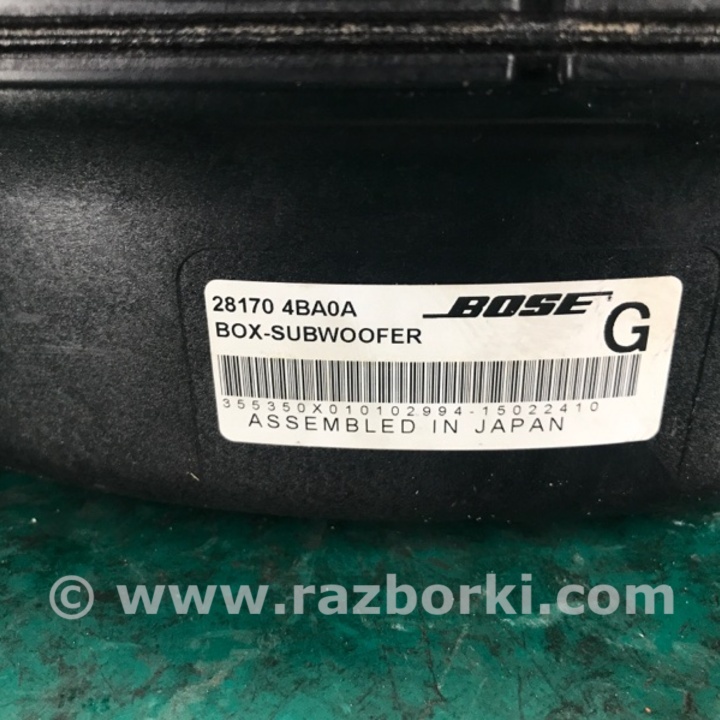 28170 4BA0A BOSE G
BOX-SUBWOOFER
355350X010102994-15022410
ASSEMBLED IN JAPAN
© www.razborki.com